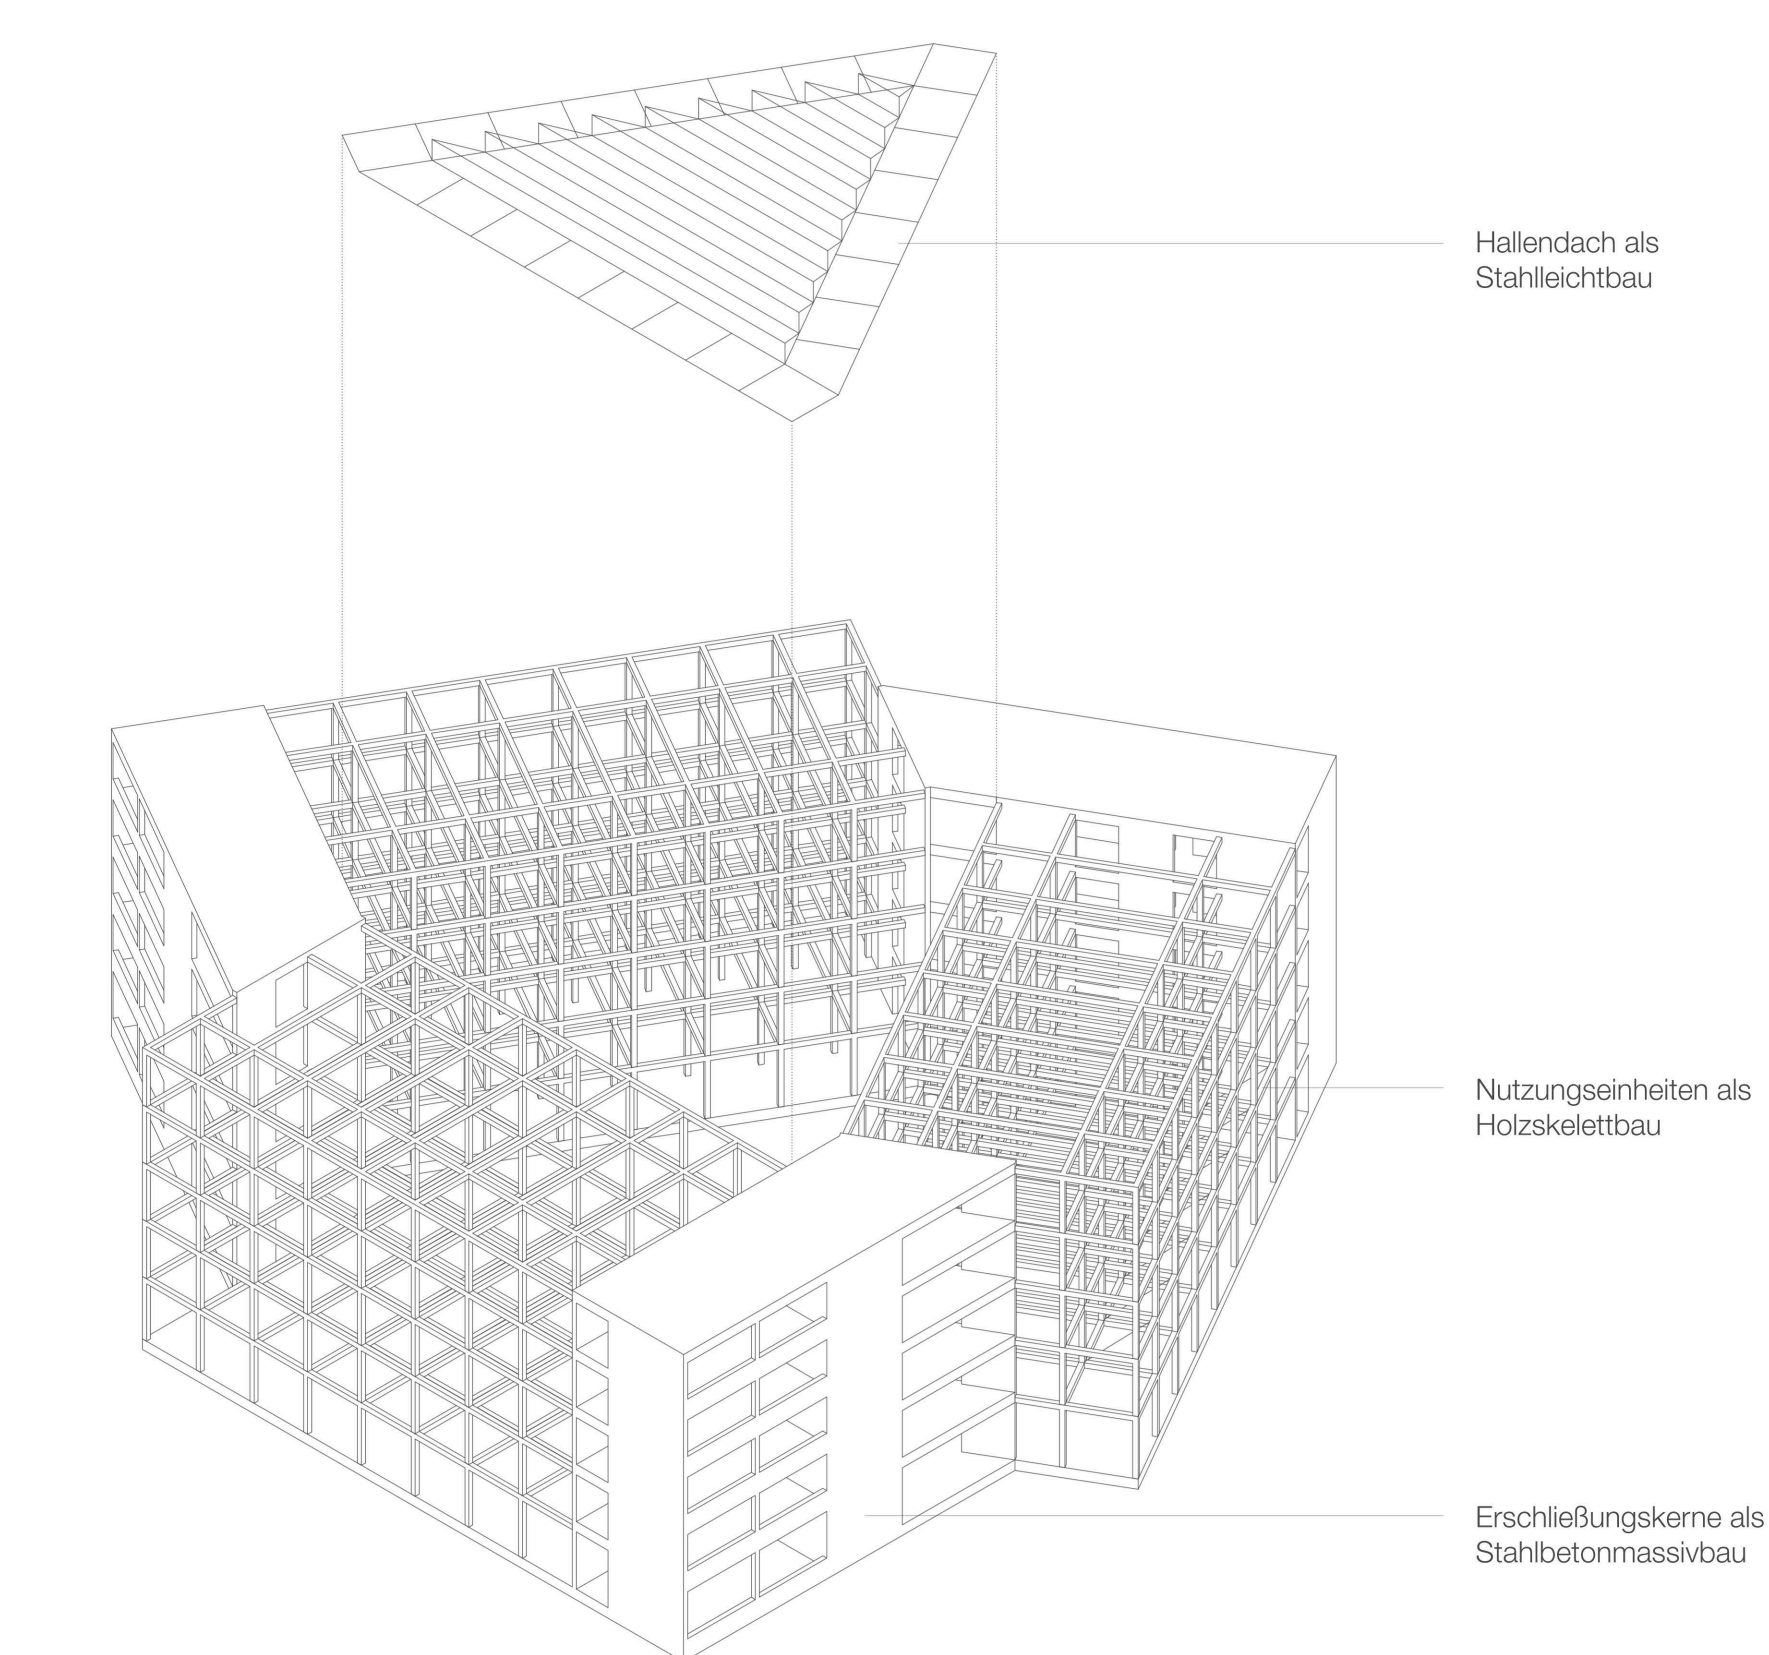 Hallendach als
Stahlleichtbau
Nutzungseinheiten als
Holzskelettbau
Erschließungskerne als
Stahlbetonmassivbau